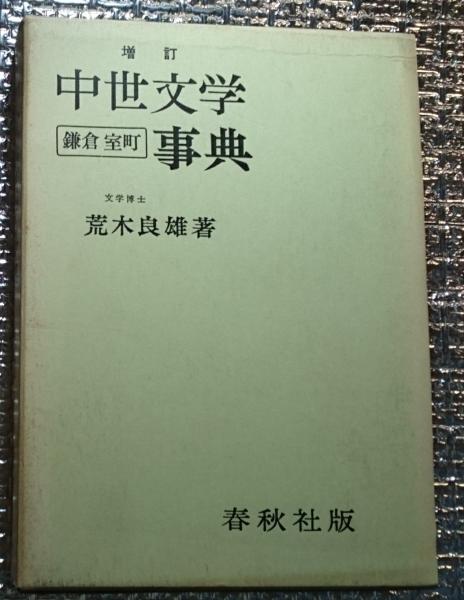 増訂
中世文学
鎌倉室町 事典
文学博士
荒木良雄著
春秋社版